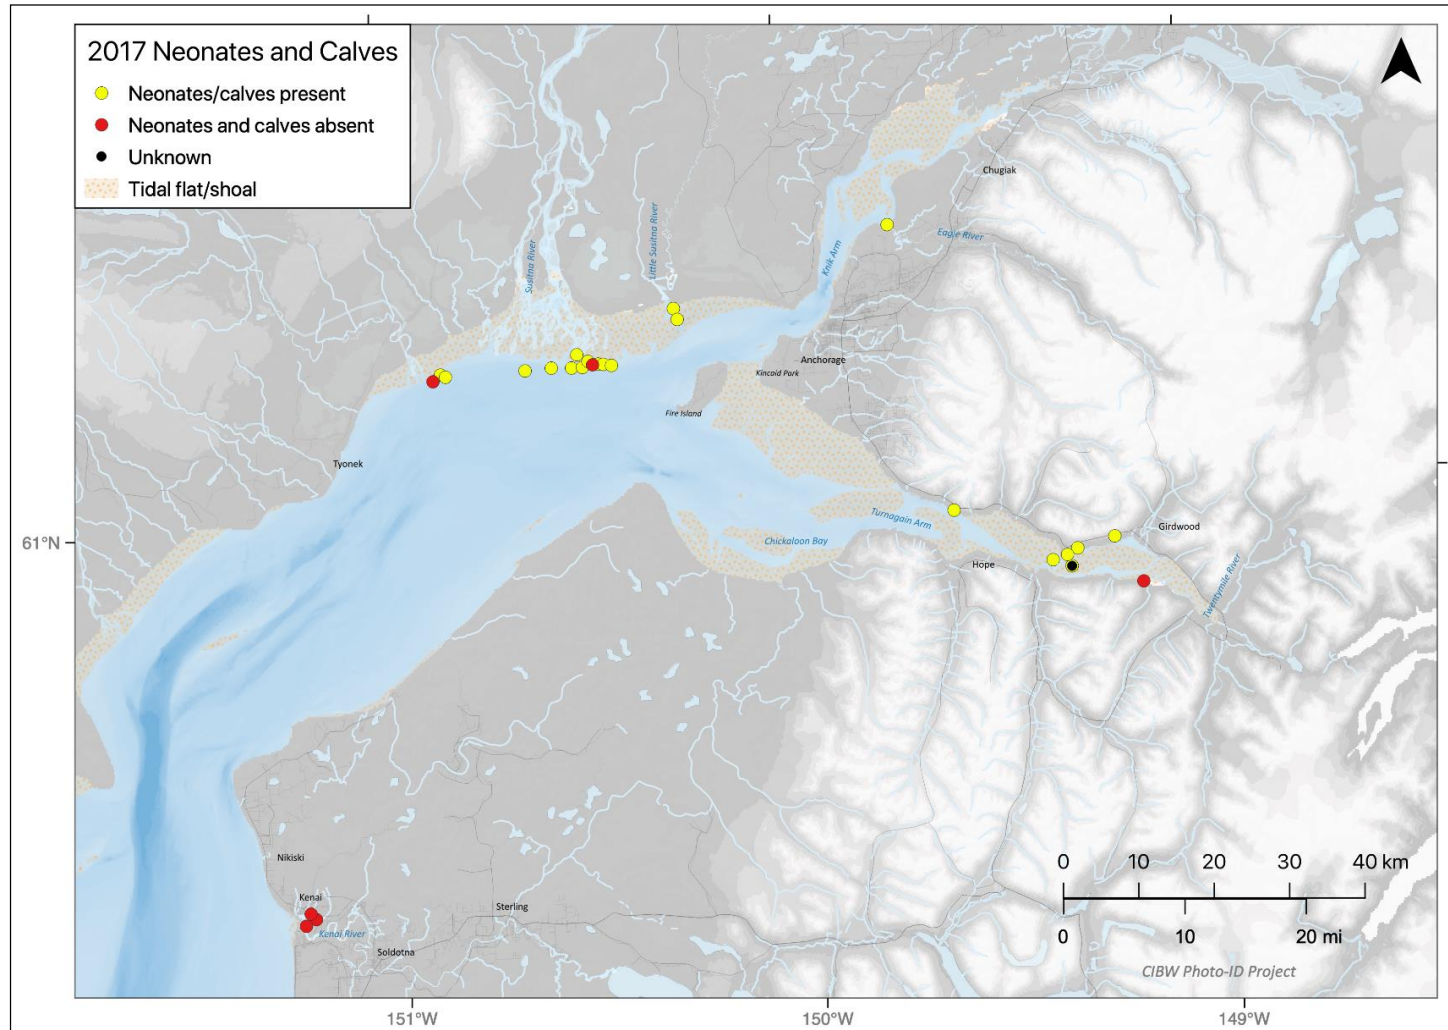 2017 Neonates and Calves
Neonates/calves present
Neonates and calves absent
Unknown
Tidal flat/shoal
Chugiak
Eagle River
Little Susitna River
Susitna River
Knik Arm
Anchorage
Kincaid Park
Fire Island
Tyonek
Turnagain Arm
Girdwood
61°N
Chickaloon Bay
Hope
Twentymile River
Nikiski
Kenai
Sterling
Kenai River
Soldotna
0 10 20 30 40 km
0 10 20 mi
CIBW Photo-ID Project
151°W 150°W 149°W